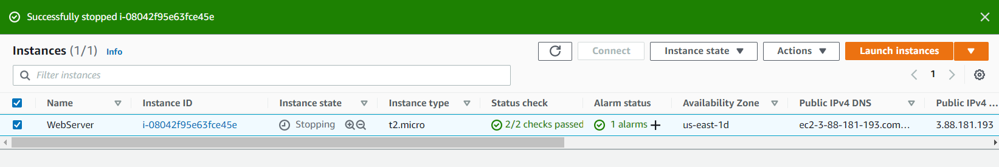 Successfully stopped i-08042f95e63fce45e
Instances (1/1) Info
Connect Instance state Actions Launch instances
Filter instances
1
Name Instance ID Instance state Instance type Status check Alarm status Availability Zone Public IPv4 DNS Public IPv4 ...
WebServer i-08042f95e63fce45e Stopping t2.micro 2/2 checks passed 1 alarms + us-east-1d ec2-3-88-181-193.com... 3.88.181.193